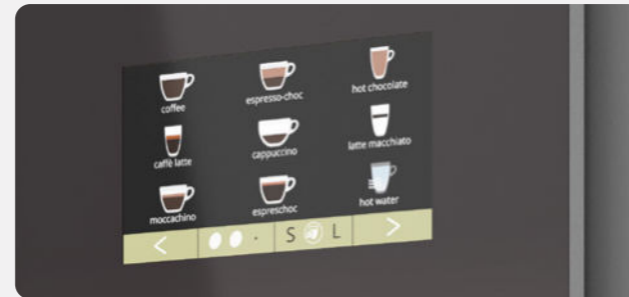 coffee
espresso-choc
hot chocolate
caffè latte
cappuccino
latte macchiato
moccachino
espreschoc
hot water
< S L >